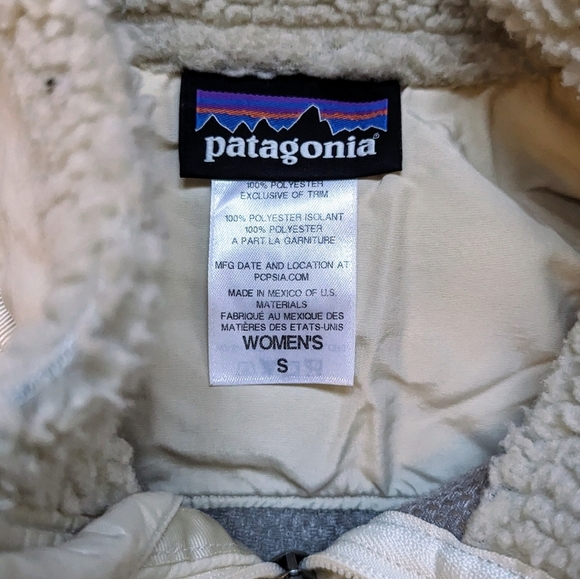 patagonia®
100% POLYESTER
EXCLUSIVE OF TRIM
100% POLYESTER ISOLANT
100% POLYESTER
A PART LA GARNITURE
MFG DATE AND LOCATION AT
PCPSIA.COM
MADE IN MEXICO OF U.S.
MATERIALS
FABRIQUÉ AU MEXIQUE DES
MATIÈRES DES ETATS-UNIS
WOMEN'S
S